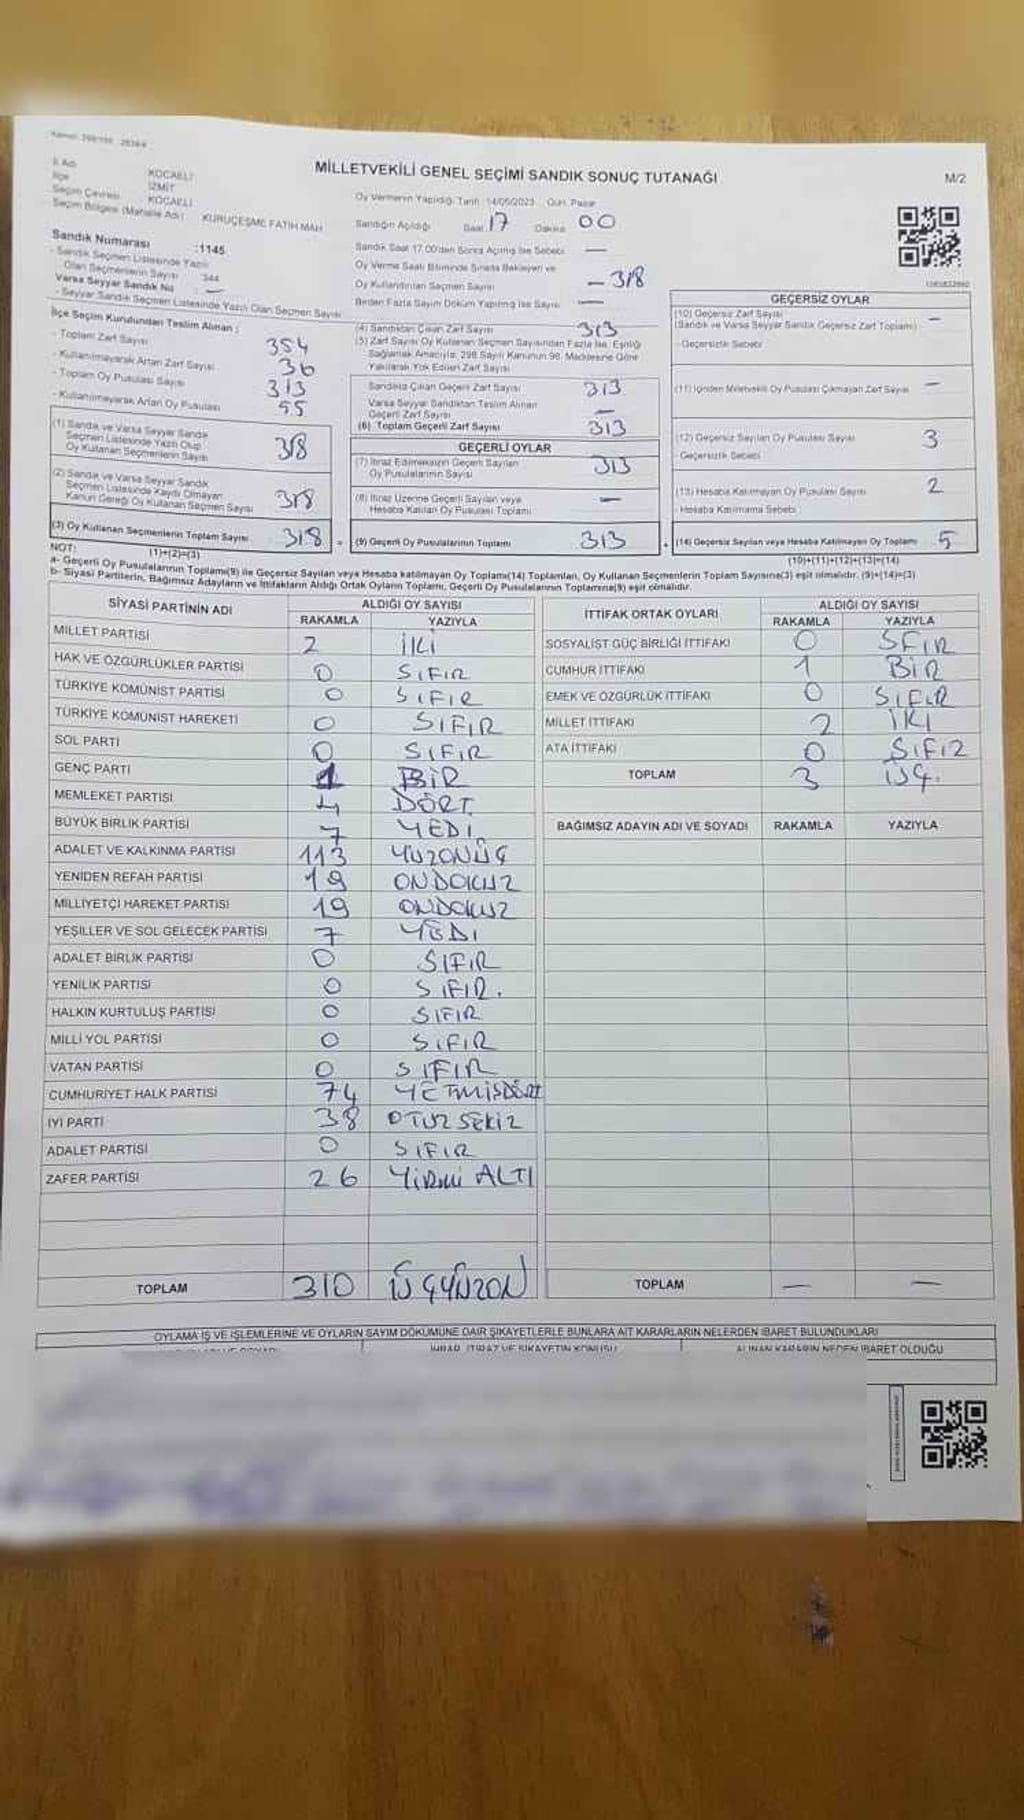 MİLLETVEKİLİ GENEL SEÇİMİ SANDIK SONUÇ TUTANAĞI
M/2
İl Adı KOCAELİ
İlçe İZMİT
Seçim Çevresi KOCAELİ
Seçim Bölgesi (Mahalle Adı) KURUÇEŞME FATİH MAH
Sandık Numarası :1145
- Sandık Seçmen Listesinde Yazılı
Olan Seçmenlerin Sayısı 344
Varsa Seyyar Sandık No —
- Seyyar Sandık Seçmen Listesinde Yazılı Olan Seçmen Sayısı
Oy Vermenin Yapıldığı Tarih : 14/05/2023 Gün: Pazar
Sandığın Açıldığı Saat 17 Dakika 00
Sandık Saat 17.00'den Sonra Açılmış İse Sebebi —
Oy Verme Saati Bitiminde Sırada Bekleyen ve
Oy Kullandırılan Seçmen Sayısı — 318
Birden Fazla Sayım Döküm Yapılmış İse Sayısı —
İlçe Seçim Kurulundan Teslim Alınan :
- Toplam Zarf Sayısı 354
- Kullanılmayarak Artan Zarf Sayısı 36
- Toplam Oy Pusulası Sayısı 313
- Kullanılmayarak Artan Oy Pusulası 55
(1) Sandık ve Varsa Seyyar Sandık
Seçmen Listesinde Yazılı Olup
Oy Kullanan Seçmenlerin Sayısı 318
(2) Sandık ve Varsa Seyyar Sandık
Seçmen Listesinde Kaydı Olmayan
Kanun Gereği Oy Kullanan Seçmen Sayısı 318
(3) Oy Kullanan Seçmenlerin Toplam Sayısı 318
(1)+(2)=(3)
(4) Sandıktan Çıkan Zarf Sayısı 313
(5) Zarf Sayısı Oy Kullanan Seçmen Sayısından Fazla İse, Eşitliği
Sağlamak Amacıyla; 298 Sayılı Kanunun 98. Maddesine Göre
Yakılarak Yok Edilen Zarf Sayısı
Sandıkta Çıkan Geçerli Zarf Sayısı 313
Varsa Seyyar Sandıktan Teslim Alınan
Geçerli Zarf Sayısı —
(6) Toplam Geçerli Zarf Sayısı 313
GEÇERLİ OYLAR
(7) İtiraz Edilmeksizin Geçerli Sayılan
Oy Pusulalarının Sayısı 313
(8) İtiraz Üzerine Geçerli Sayılan veya
Hesaba Katılan Oy Pusulası Toplamı —
= (9) Geçerli Oy Pusulalarının Toplamı 313
GEÇERSİZ OYLAR
(10) Geçersiz Zarf Sayısı —
(Sandık ve Varsa Seyyar Sandık Geçersiz Zarf Toplamı)
- Geçersizlik Sebebi
(11) İçinden Milletvekili Oy Pusulası Çıkmayan Zarf Sayısı —
(12) Geçersiz Sayılan Oy Pusulası Sayısı 3
- Geçersizlik Sebebi
(13) Hesaba Katılmayan Oy Pusulası Sayısı 2
- Hesaba Katılmama Sebebi
+ (14) Geçersiz Sayılan veya Hesaba Katılmayan Oy Toplamı 5
(10)+(11)+(12)+(13)=(14)
NOT:
a- Geçerli Oy Pusulalarının Toplamı(9) ile Geçersiz Sayılan veya Hesaba katılmayan Oy Toplamı(14) Toplamları, Oy Kullanan Seçmenlerin Toplam Sayısına(3) eşit olmalıdır. (9)+(14)=(3)
b- Siyasi Partilerin, Bağımsız Adayların ve İttifakların Aldığı Ortak Oyların Toplamı, Geçerli Oy Pusulalarının Toplamına(9) eşit olmalıdır.
SİYASİ PARTİNİN ADI ALDIĞI OY SAYISI
RAKAMLA YAZIYLA
MİLLET PARTİSİ 2 İKİ
HAK VE ÖZGÜRLÜKLER PARTİSİ 0 SIFIR
TÜRKİYE KOMÜNİST PARTİSİ 0 SIFIR
TÜRKİYE KOMÜNİST HAREKETİ 0 SIFIR
SOL PARTİ 0 SIFIR
GENÇ PARTİ 1 BİR
MEMLEKET PARTİSİ 4 DÖRT
BÜYÜK BİRLİK PARTİSİ 7 YEDİ
ADALET VE KALKINMA PARTİSİ 113 YÜZONÜÇ
YENİDEN REFAH PARTİSİ 19 ONDOKUZ
MİLLİYETÇİ HAREKET PARTİSİ 19 ONDOKUZ
YEŞİLLER VE SOL GELECEK PARTİSİ 7 YEDİ
ADALET BİRLİK PARTİSİ 0 SIFIR
YENİLİK PARTİSİ 0 SIFIR.
HALKIN KURTULUŞ PARTİSİ 0 SIFIR
MİLLİ YOL PARTİSİ 0 SIFIR
VATAN PARTİSİ 0 SIFIR
CUMHURİYET HALK PARTİSİ 74 YETMİŞDÖRT
İYİ PARTİ 38 OTUZSEKİZ
ADALET PARTİSİ 0 SIFIR
ZAFER PARTİSİ 26 YİRMİ ALTI
TOPLAM 310 ÜÇYÜZON
İTTİFAK ORTAK OYLARI ALDIĞI OY SAYISI
RAKAMLA YAZIYLA
SOSYALİST GÜÇ BİRLİĞİ İTTİFAKI 0 SFIR
CUMHUR İTTİFAKI 1 BİR
EMEK VE ÖZGÜRLÜK İTTİFAKI 0 SIFIR
MİLLET İTTİFAKI 2 İKİ
ATA İTTİFAKI 0 SIFIR
TOPLAM 3 ÜÇ.
BAĞIMSIZ ADAYIN ADI VE SOYADI RAKAMLA YAZIYLA
TOPLAM — —
OYLAMA İŞ VE İŞLEMLERİNE VE OYLARIN SAYIM DÖKÜMÜNE DAİR ŞİKAYETLERLE BUNLARA AİT KARARLARIN NELERDEN İBARET BULUNDUKLARI
İHBAR, İTİRAZ VE ŞİKAYETİN KONUSU ALINAN KARARIN NEDEN İBARET OLDUĞU